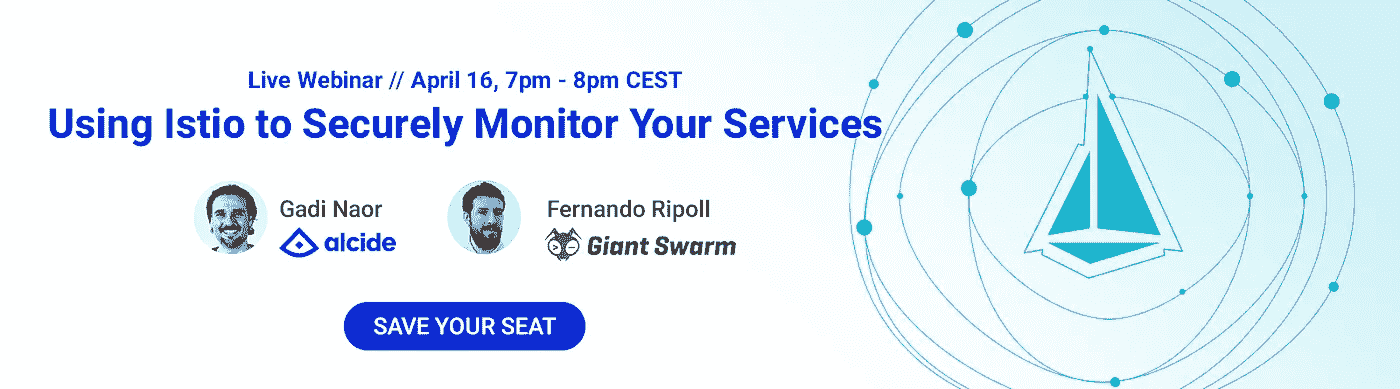 Live Webinar // April 16, 7pm - 8pm CEST
Using Istio to Securely Monitor Your Services
Gadi Naor
alcide
Fernando Ripoll
Giant Swarm
SAVE YOUR SEAT